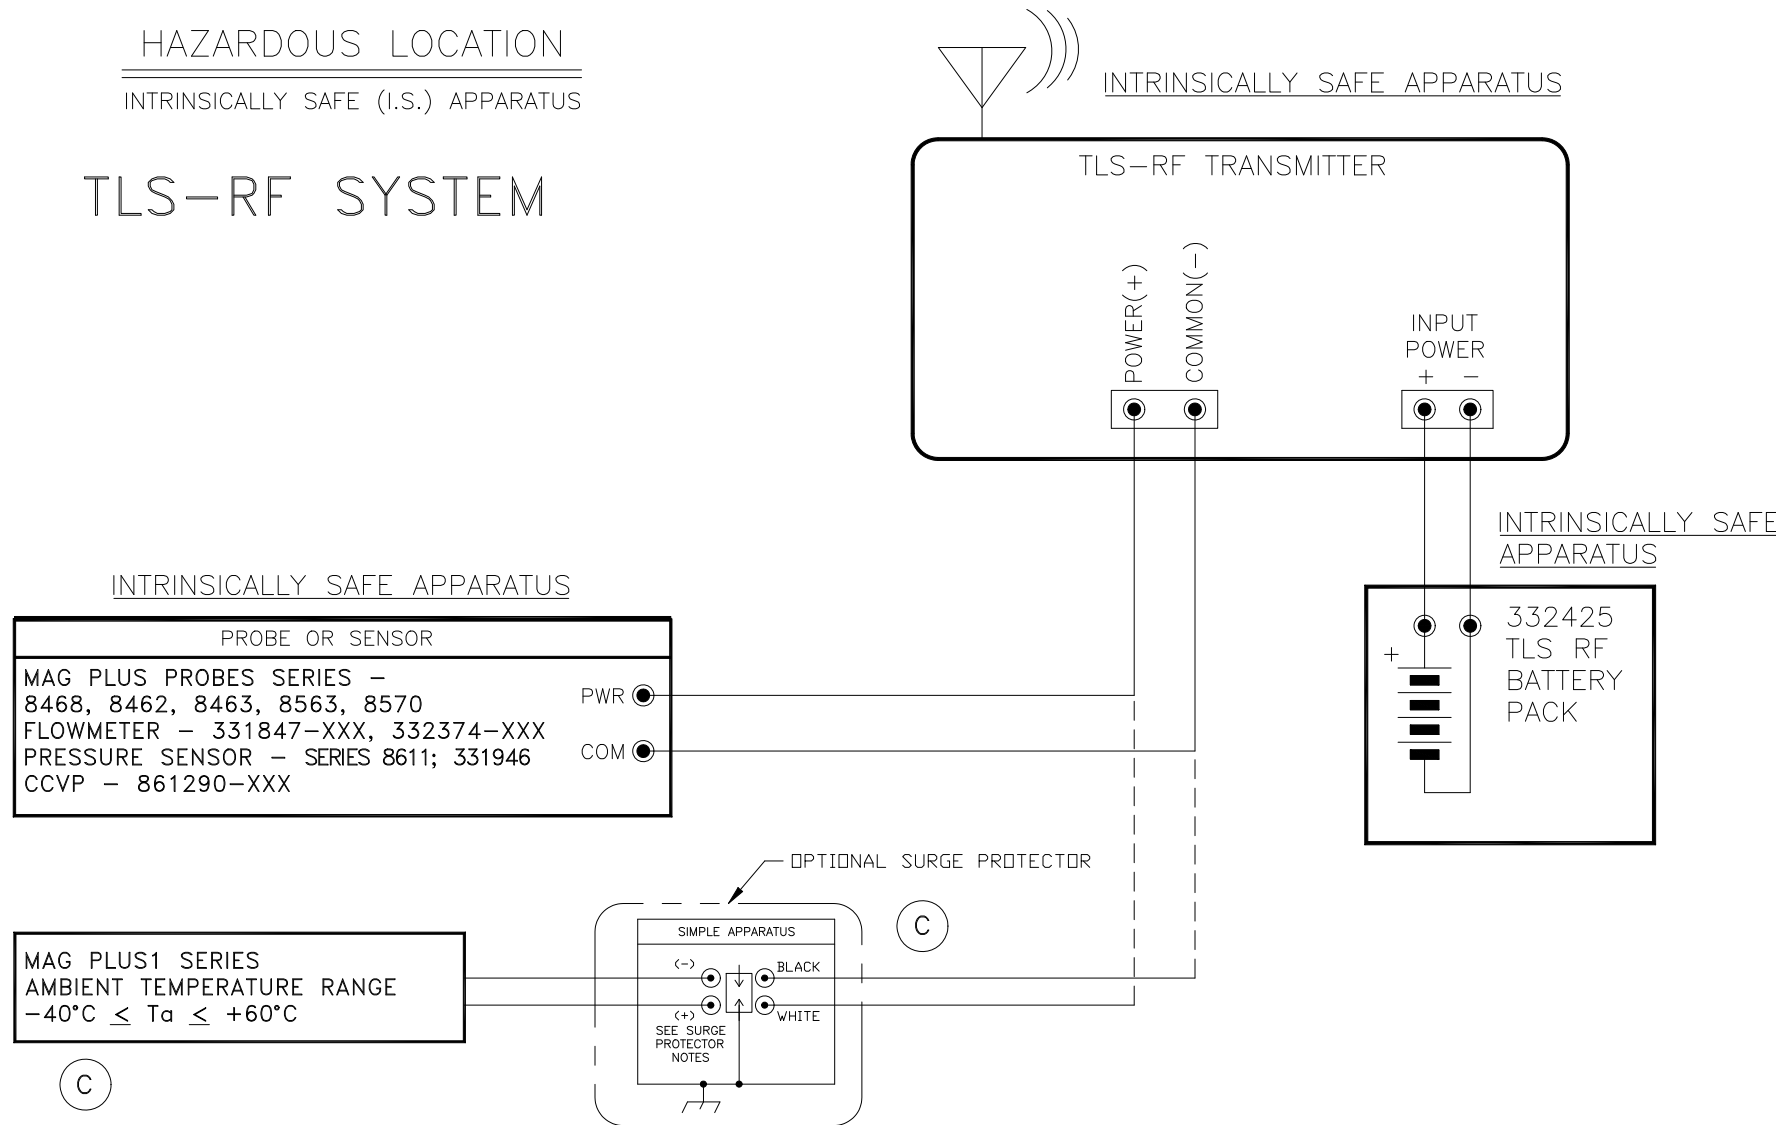 HAZARDOUS LOCATION
INTRINSICALLY SAFE (I.S.) APPARATUS
TLS-RF SYSTEM
INTRINSICALLY SAFE APPARATUS
TLS-RF TRANSMITTER
POWER(+)
COMMON(-)
INPUT
POWER
+ -
INTRINSICALLY SAFE
APPARATUS
332425
TLS RF
BATTERY
PACK
+
INTRINSICALLY SAFE APPARATUS
PROBE OR SENSOR
MAG PLUS PROBES SERIES -
8468, 8462, 8463, 8563, 8570
FLOWMETER - 331847-XXX, 332374-XXX
PRESSURE SENSOR - SERIES 8611; 331946
CCVP - 861290-XXX
PWR
COM
OPTIONAL SURGE PROTECTOR
C
SIMPLE APPARATUS
(-)
BLACK
(+)
WHITE
SEE SURGE
PROTECTOR
NOTES
MAG PLUS1 SERIES
AMBIENT TEMPERATURE RANGE
-40°C ≤ Ta ≤ +60°C
C